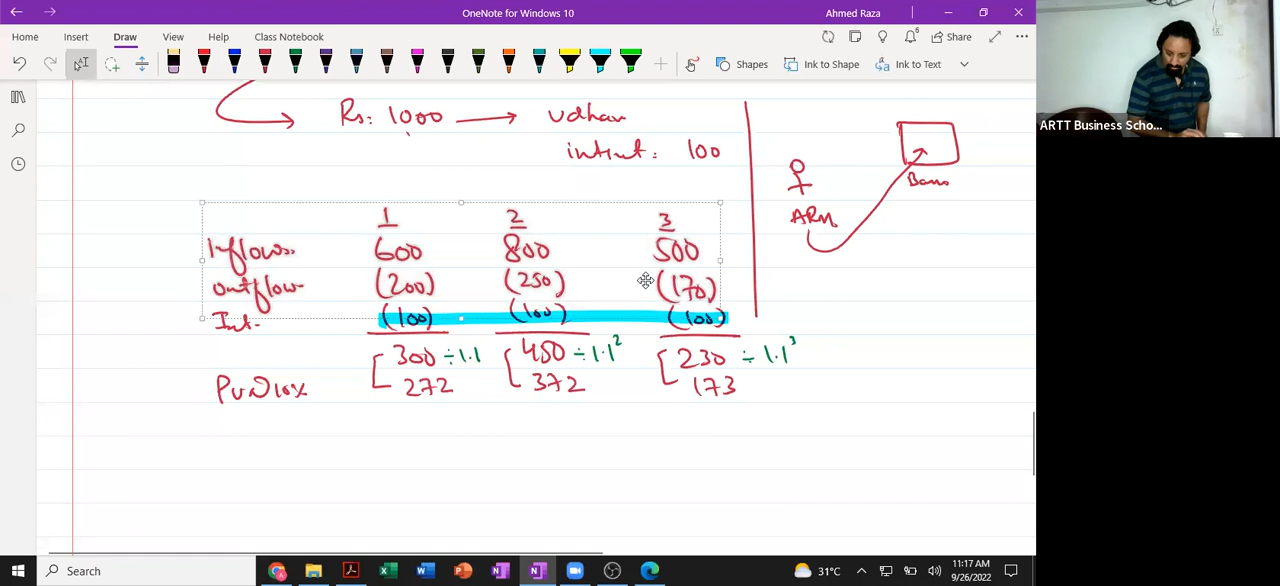 OneNote for Windows 10
Ahmed Raza
Home Insert Draw View Help Class Notebook
6 Share
Shapes Ink to Shape Ink to Text
Rs: 1000 → Udhar
interest: 100
ARM
1 2 3
Inflows 600 800 500
outflow (200) (250) (170)
Int. (100) (100) (100)
300 ÷ 1.1 450 ÷ 1.1² 230 ÷ 1.1³
Pv@10% 272 372 173
ARTT Business Scho...
Search
31°C
11:17 AM
9/26/2022